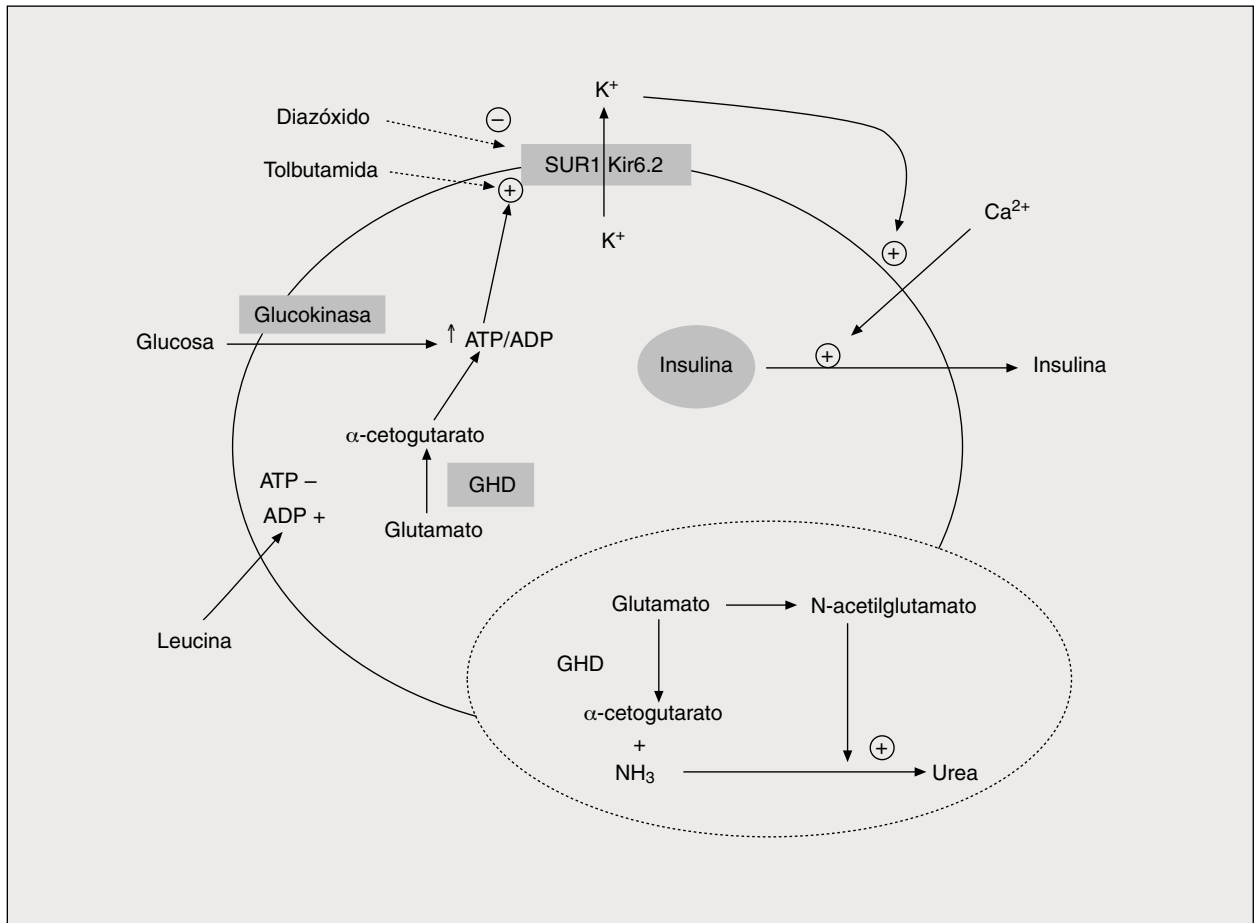 K⁺
Diazóxido
−
SUR1 Kir6.2
Tolbutamida
+
K⁺
Ca²⁺
+
Glucokinasa
Glucosa
↑ ATP/ADP
+
Insulina
Insulina
α-cetogutarato
ATP –
GHD
ADP +
Glutamato
Leucina
Glutamato
N-acetilglutamato
GHD
α-cetogutarato
+
+
NH₃
Urea